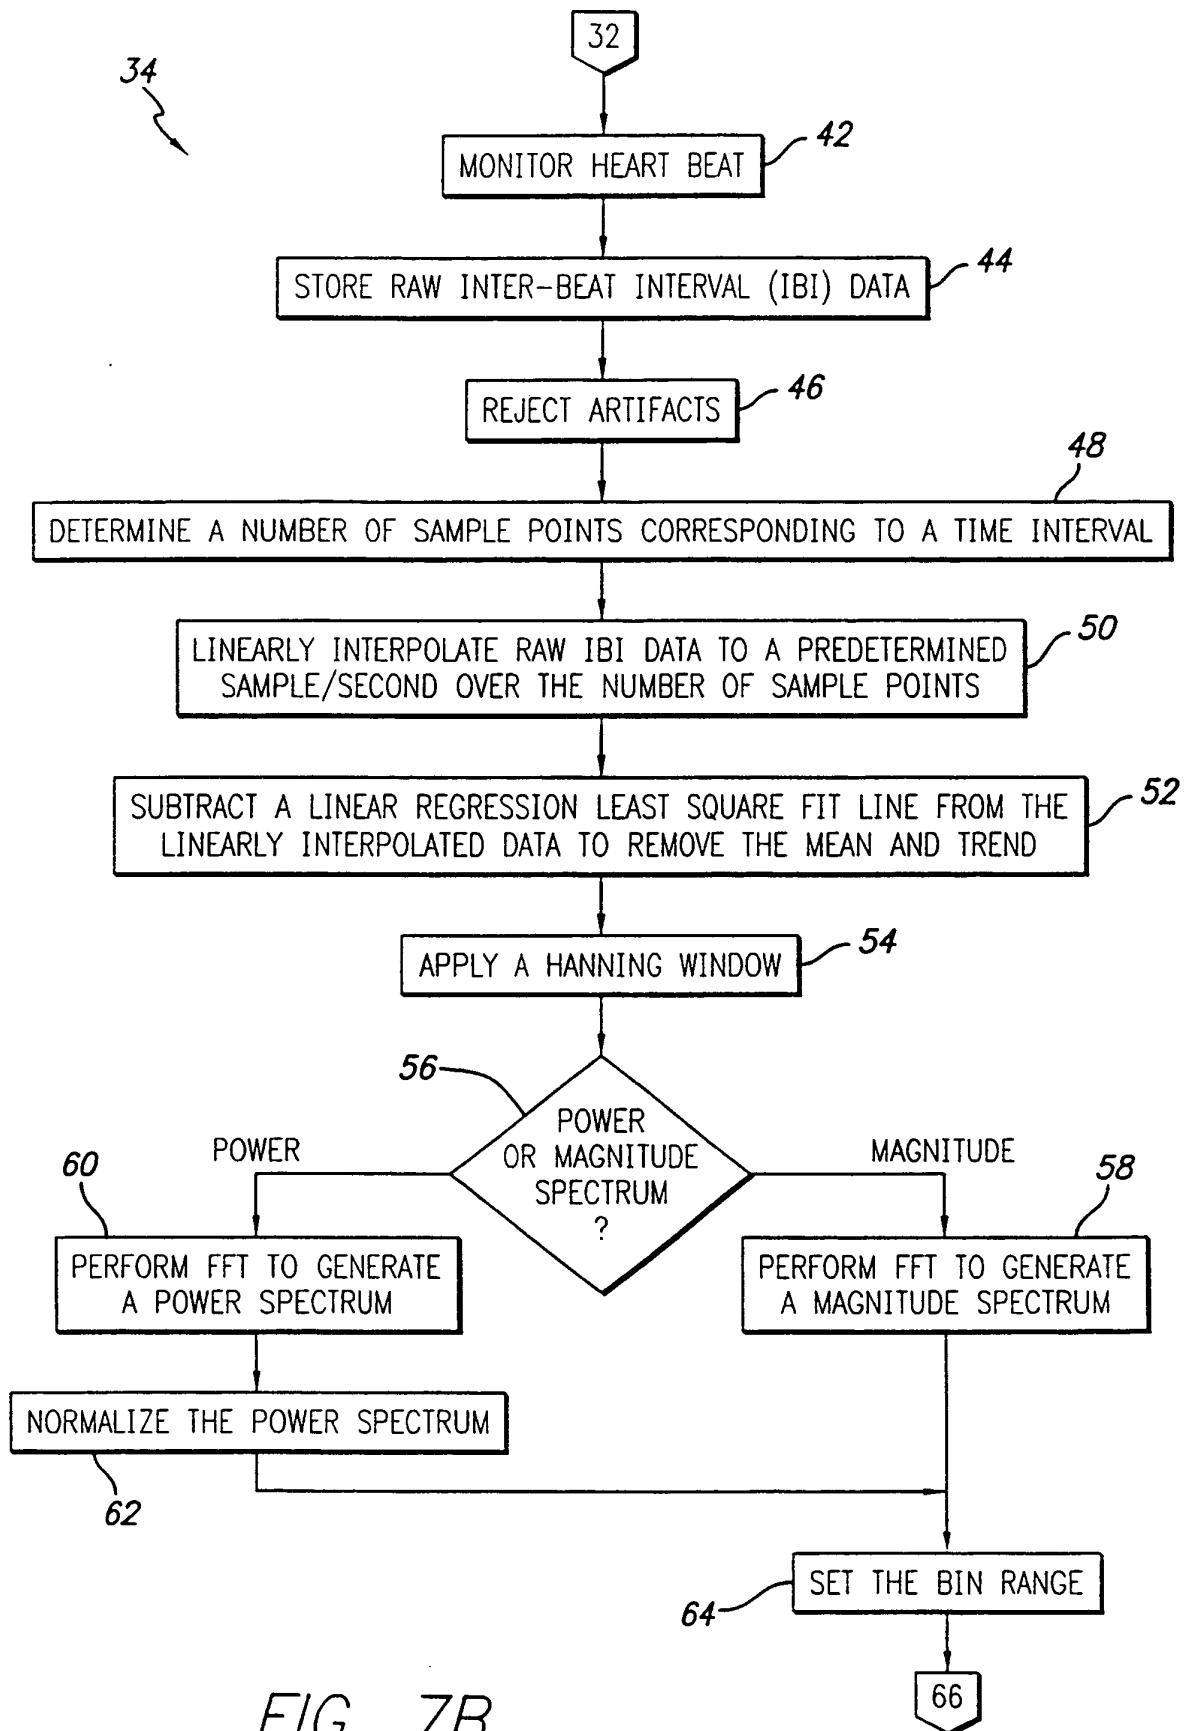 32
34
MONITOR HEART BEAT
42
STORE RAW INTER-BEAT INTERVAL (IBI) DATA
44
REJECT ARTIFACTS
46
48
DETERMINE A NUMBER OF SAMPLE POINTS CORRESPONDING TO A TIME INTERVAL
LINEARLY INTERPOLATE RAW IBI DATA TO A PREDETERMINED
SAMPLE/SECOND OVER THE NUMBER OF SAMPLE POINTS
50
SUBTRACT A LINEAR REGRESSION LEAST SQUARE FIT LINE FROM THE
LINEARLY INTERPOLATED DATA TO REMOVE THE MEAN AND TREND
52
APPLY A HANNING WINDOW
54
56
POWER
OR MAGNITUDE
SPECTRUM
?
POWER
MAGNITUDE
60
PERFORM FFT TO GENERATE
A POWER SPECTRUM
58
PERFORM FFT TO GENERATE
A MAGNITUDE SPECTRUM
NORMALIZE THE POWER SPECTRUM
62
SET THE BIN RANGE
64
66
FIG. 7B